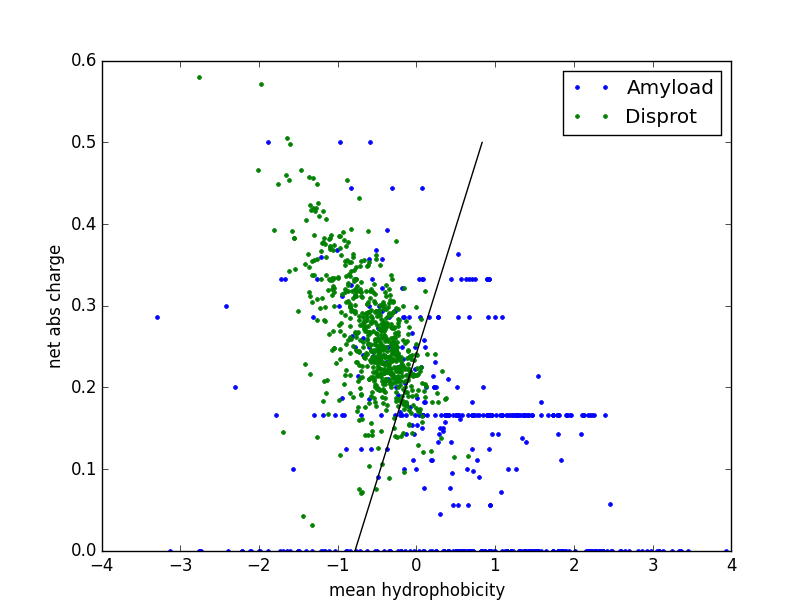 Amyload
Disprot
net abs charge
0.6
0.5
0.4
0.3
0.2
0.1
0.0
−4 −3 −2 −1 0 1 2 3 4
mean hydrophobicity